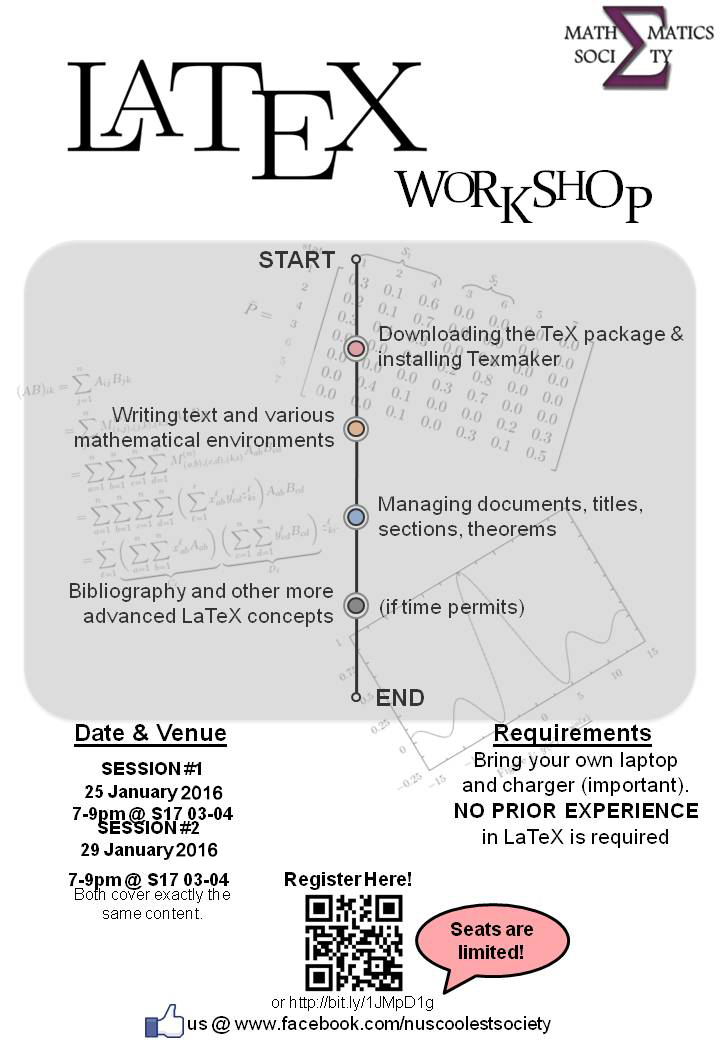 MATHEMATICS
SOCIETY
LATEX
WORKSHOP
START
Downloading the TeX package &
installing Texmaker
Writing text and various
mathematical environments
Managing documents, titles,
sections, theorems
Bibliography and other more
advanced LaTeX concepts
(if time permits)
END
Date & Venue
SESSION #1
25 January 2016
7-9pm @ S17 03-04
SESSION #2
29 January 2016
7-9pm @ S17 03-04
Both cover exactly the
same content.
Requirements
Bring your own laptop
and charger (important).
NO PRIOR EXPERIENCE
in LaTeX is required
Register Here!
Seats are
limited!
or http://bit.ly/1JMpD1g
us @ www.facebook.com/nuscoolestsociety